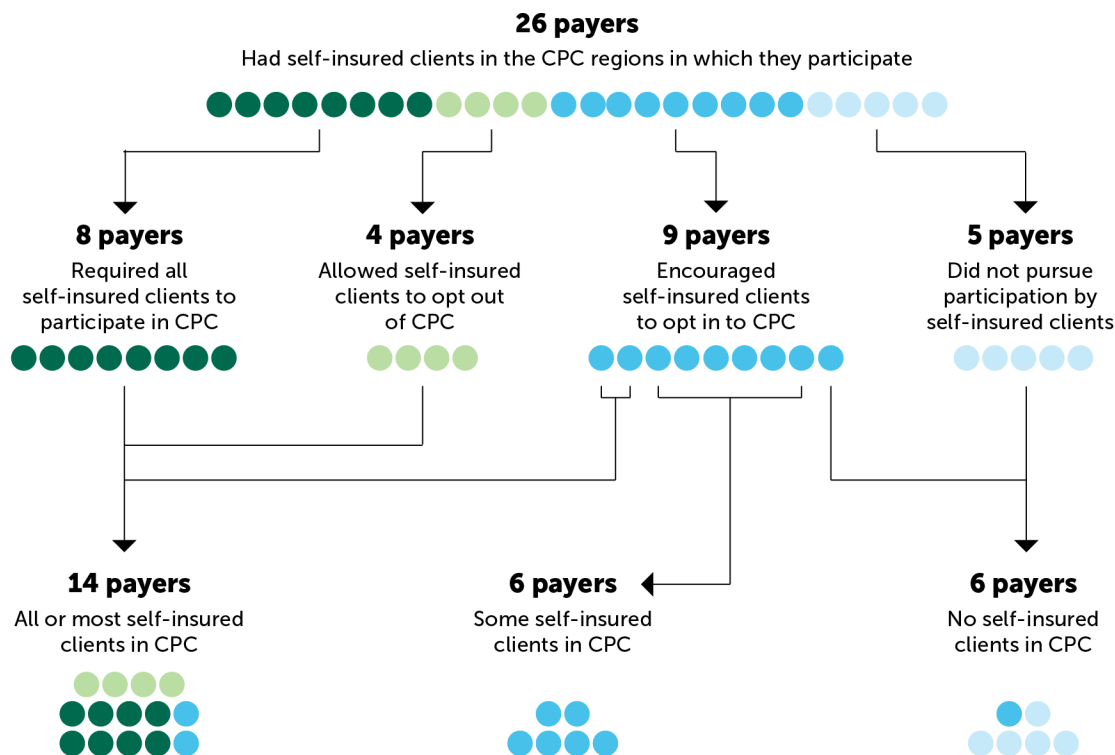 26 payers
Had self-insured clients in the CPC regions in which they participate
8 payers
Required all
self-insured clients to
participate in CPC
4 payers
Allowed self-insured
clients to opt out
of CPC
9 payers
Encouraged
self-insured clients
to opt in to CPC
5 payers
Did not pursue
participation by
self-insured clients
14 payers
All or most self-insured
clients in CPC
6 payers
Some self-insured
clients in CPC
6 payers
No self-insured
clients in CPC